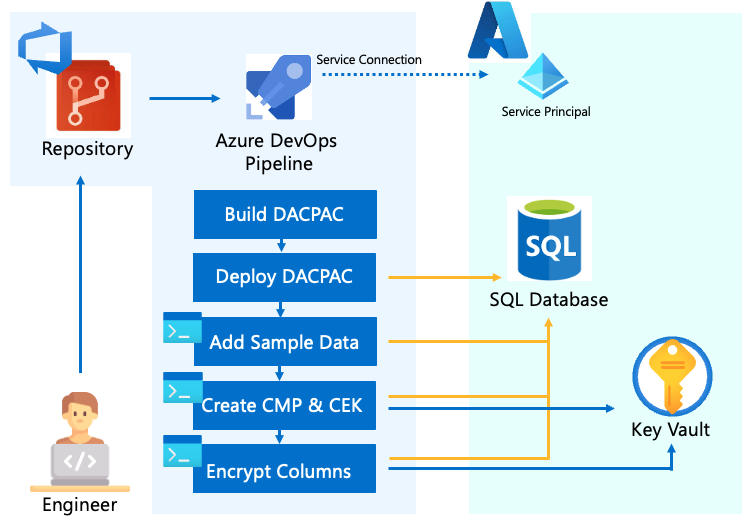 Service Connection
Service Principal
Repository
Azure DevOps
Pipeline
Build DACPAC
Deploy DACPAC
SQL
SQL Database
Add Sample Data
Create CMP & CEK
Key Vault
Encrypt Columns
Engineer